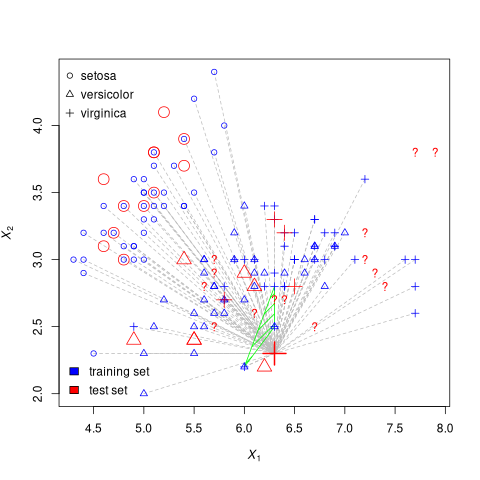 setosa
versicolor
virginica
4.0
3.5
3.0
2.5
2.0
X2
? ?
?
? ? ?
? ?
? ? ?
?
? ?
training set
test set
4.5 5.0 5.5 6.0 6.5 7.0 7.5 8.0
X1